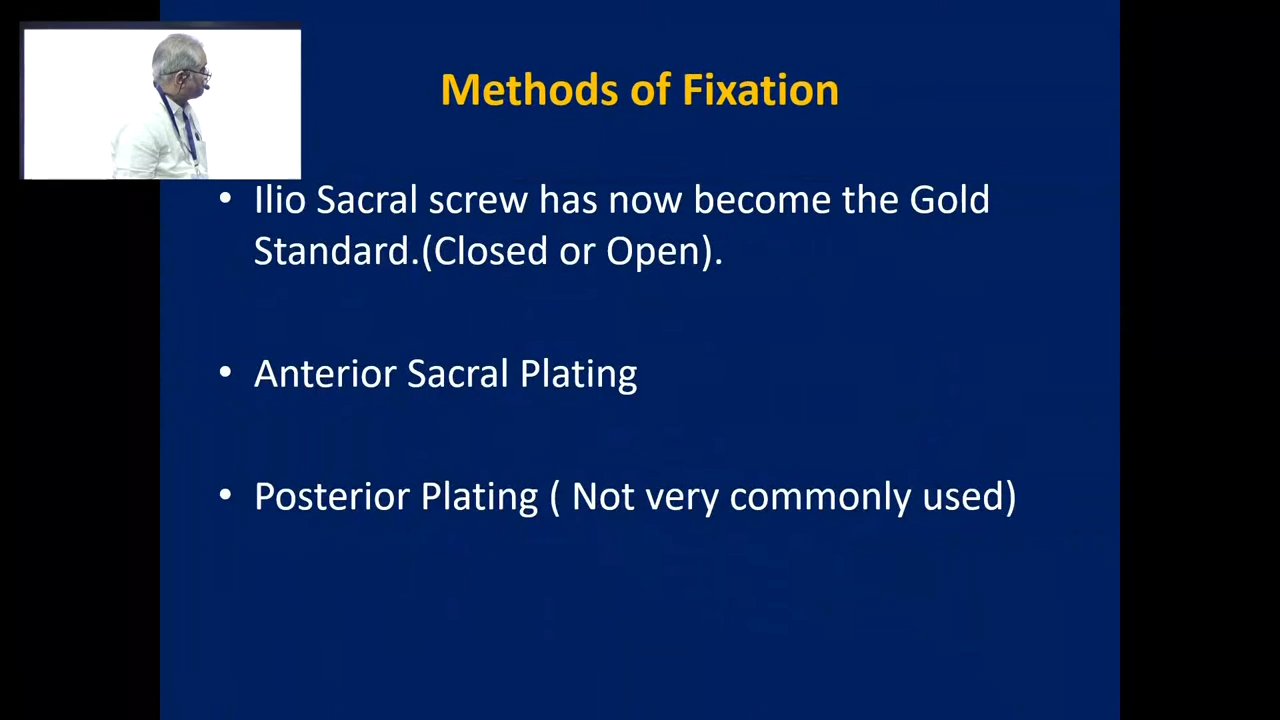 Methods of Fixation
• Ilio Sacral screw has now become the Gold
Standard.(Closed or Open).
• Anterior Sacral Plating
• Posterior Plating ( Not very commonly used)